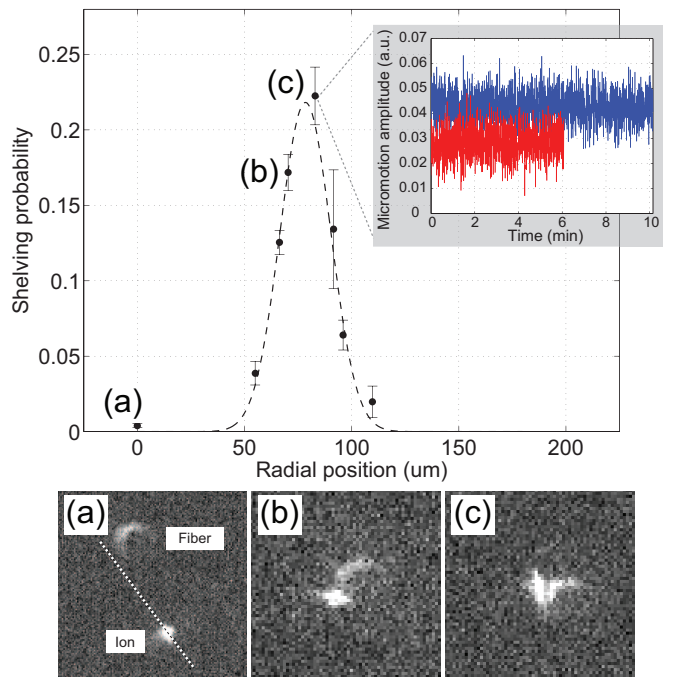 Shelving probability
0.25
0.2
0.15
0.1
0.05
0
0
50
100
150
200
Radial position (um)
(a)
(b)
(c)
Micromotion amplitude (a.u.)
0.07
0.06
0.05
0.04
0.03
0.02
0.01
0
0
2
4
6
8
10
Time (min)
(a)
Fiber
Ion
(b)
(c)